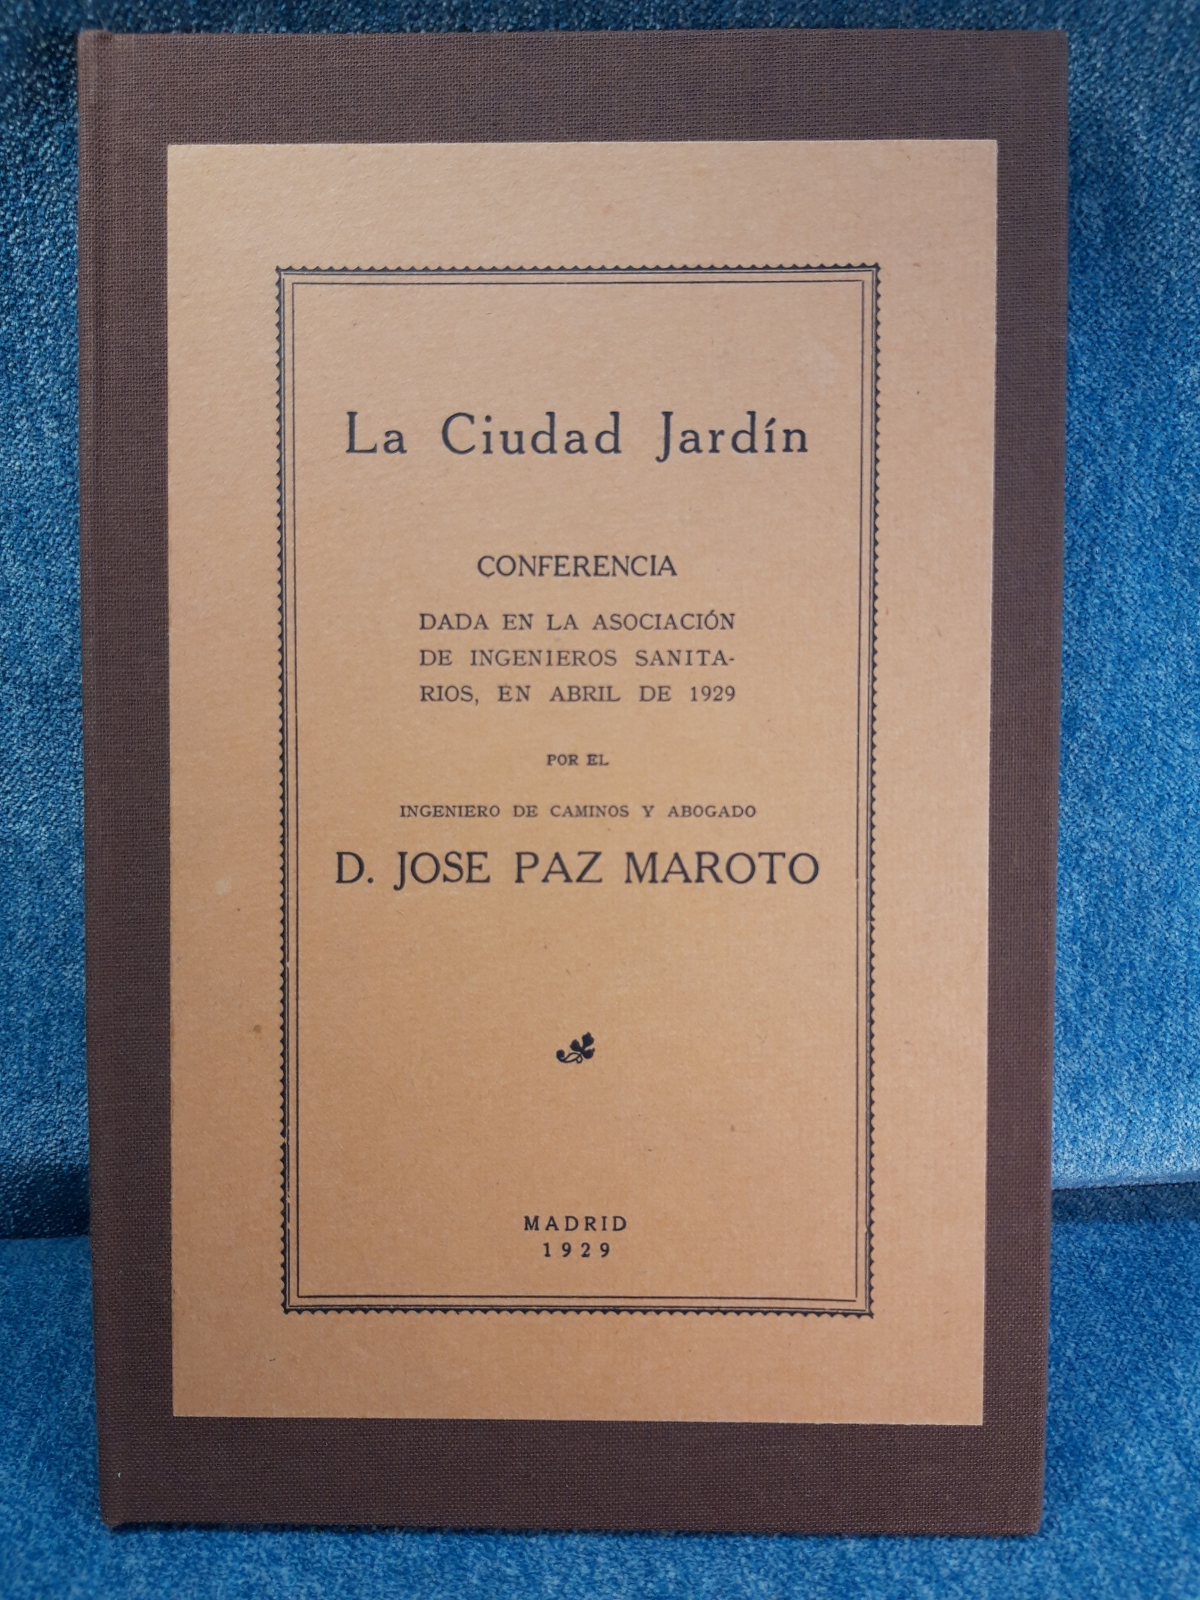 La Ciudad Jardín
CONFERENCIA
DADA EN LA ASOCIACIÓN
DE INGENIEROS SANITA-
RIOS, EN ABRIL DE 1929
POR EL
INGENIERO DE CAMINOS Y ABOGADO
D. JOSE PAZ MAROTO
MADRID
1929